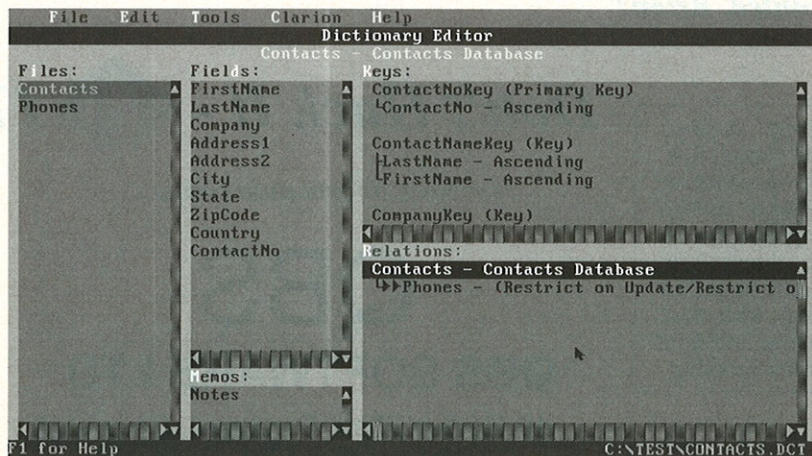 File Edit Tools Clarion Help
Dictionary Editor
Contacts - Contacts Database
Files:
Contacts
Phones
Fields:
FirstName
LastName
Company
Address1
Address2
City
State
ZipCode
Country
ContactNo
Memos:
Notes
Keys:
ContactNoKey (Primary Key)
ContactNo - Ascending
ContactNameKey (Key)
LastName - Ascending
FirstName - Ascending
CompanyKey (Key)
Relations:
Contacts - Contacts Database
Phones - (Restrict on Update/Restrict o
F1 for Help
C:\TEST\CONTACTS.DCT